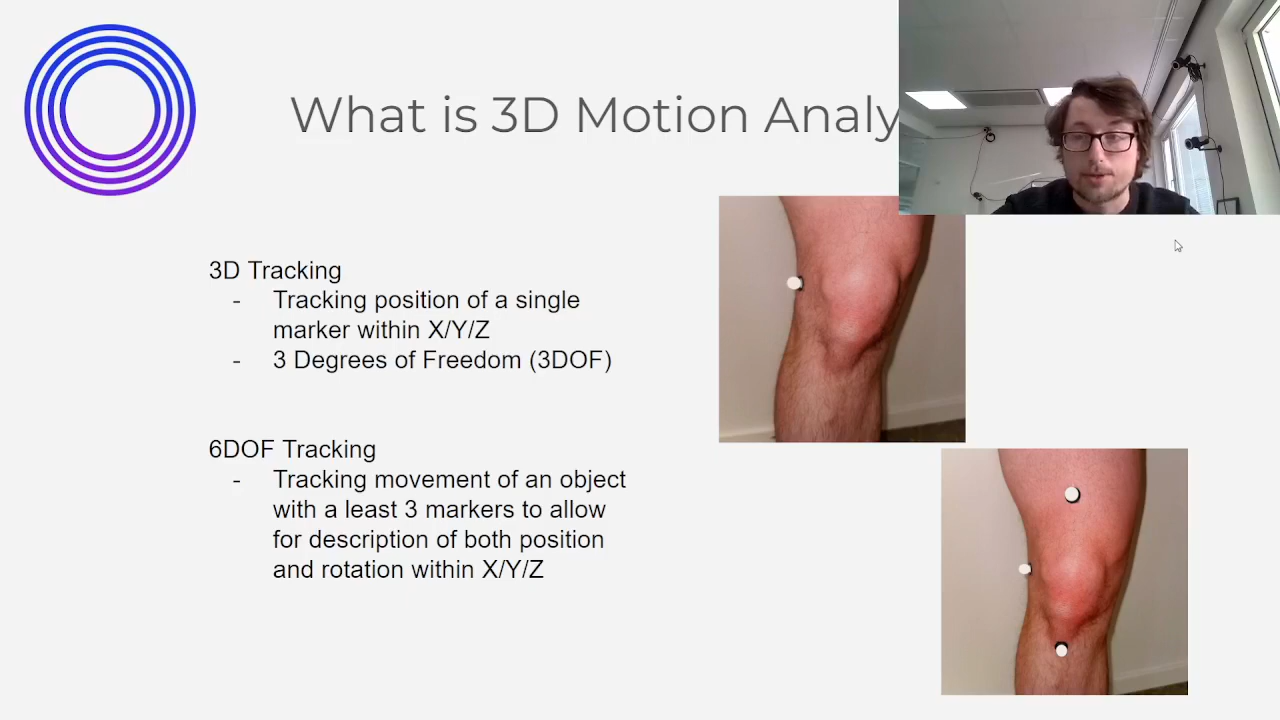 What is 3D Motion Analy
3D Tracking
- Tracking position of a single
marker within X/Y/Z
- 3 Degrees of Freedom (3DOF)
6DOF Tracking
- Tracking movement of an object
with a least 3 markers to allow
for description of both position
and rotation within X/Y/Z